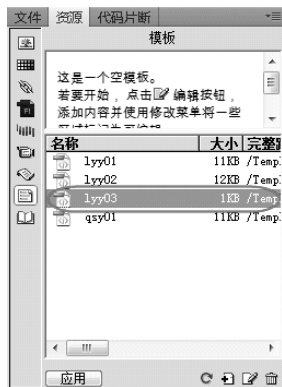 文件 资源 代码片断
模板
这是一个空模板。
若要开始，点击 编辑按钮，
添加内容并使用修改菜单将一些
名称 大小 完整路
lyy01 11KB /Temp
lyy02 12KB /Temp
lyy03 1KB /Temp
qsy01 11KB /Temp
应用